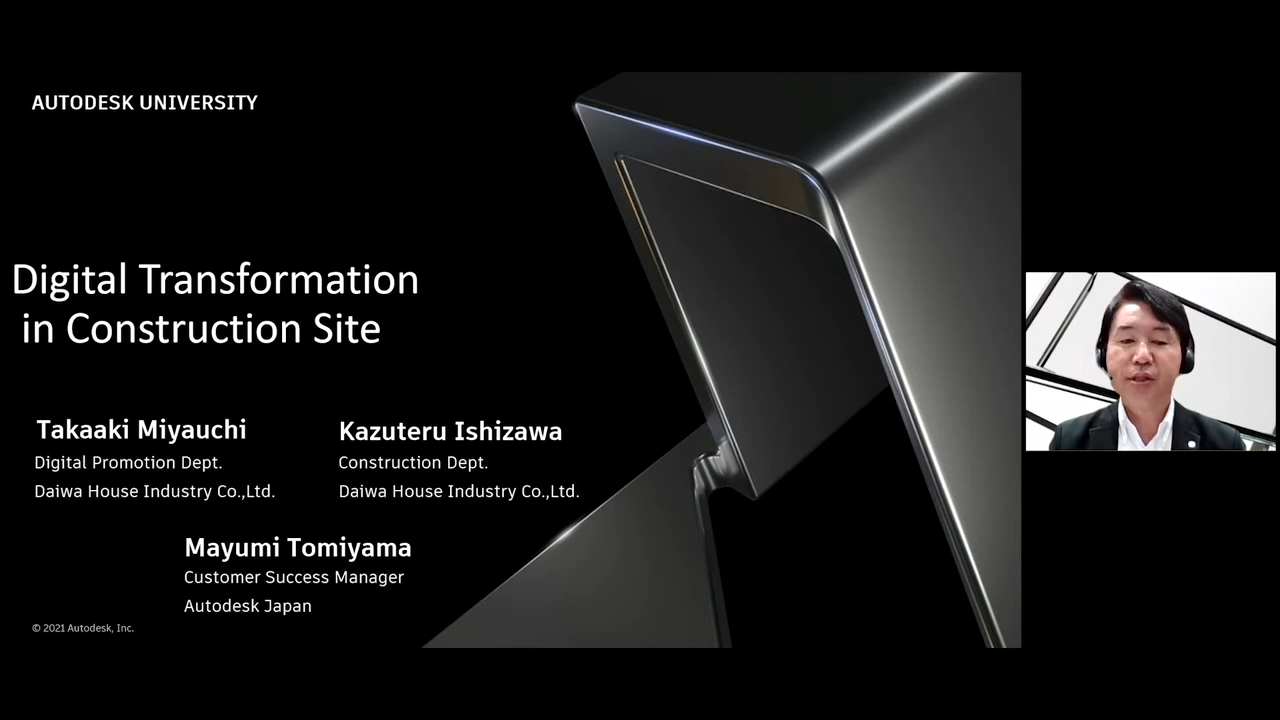 AUTODESK UNIVERSITY
Digital Transformation
in Construction Site
Takaaki Miyauchi
Digital Promotion Dept.
Daiwa House Industry Co.,Ltd.
Kazuteru Ishizawa
Construction Dept.
Daiwa House Industry Co.,Ltd.
Mayumi Tomiyama
Customer Success Manager
Autodesk Japan
© 2021 Autodesk, Inc.